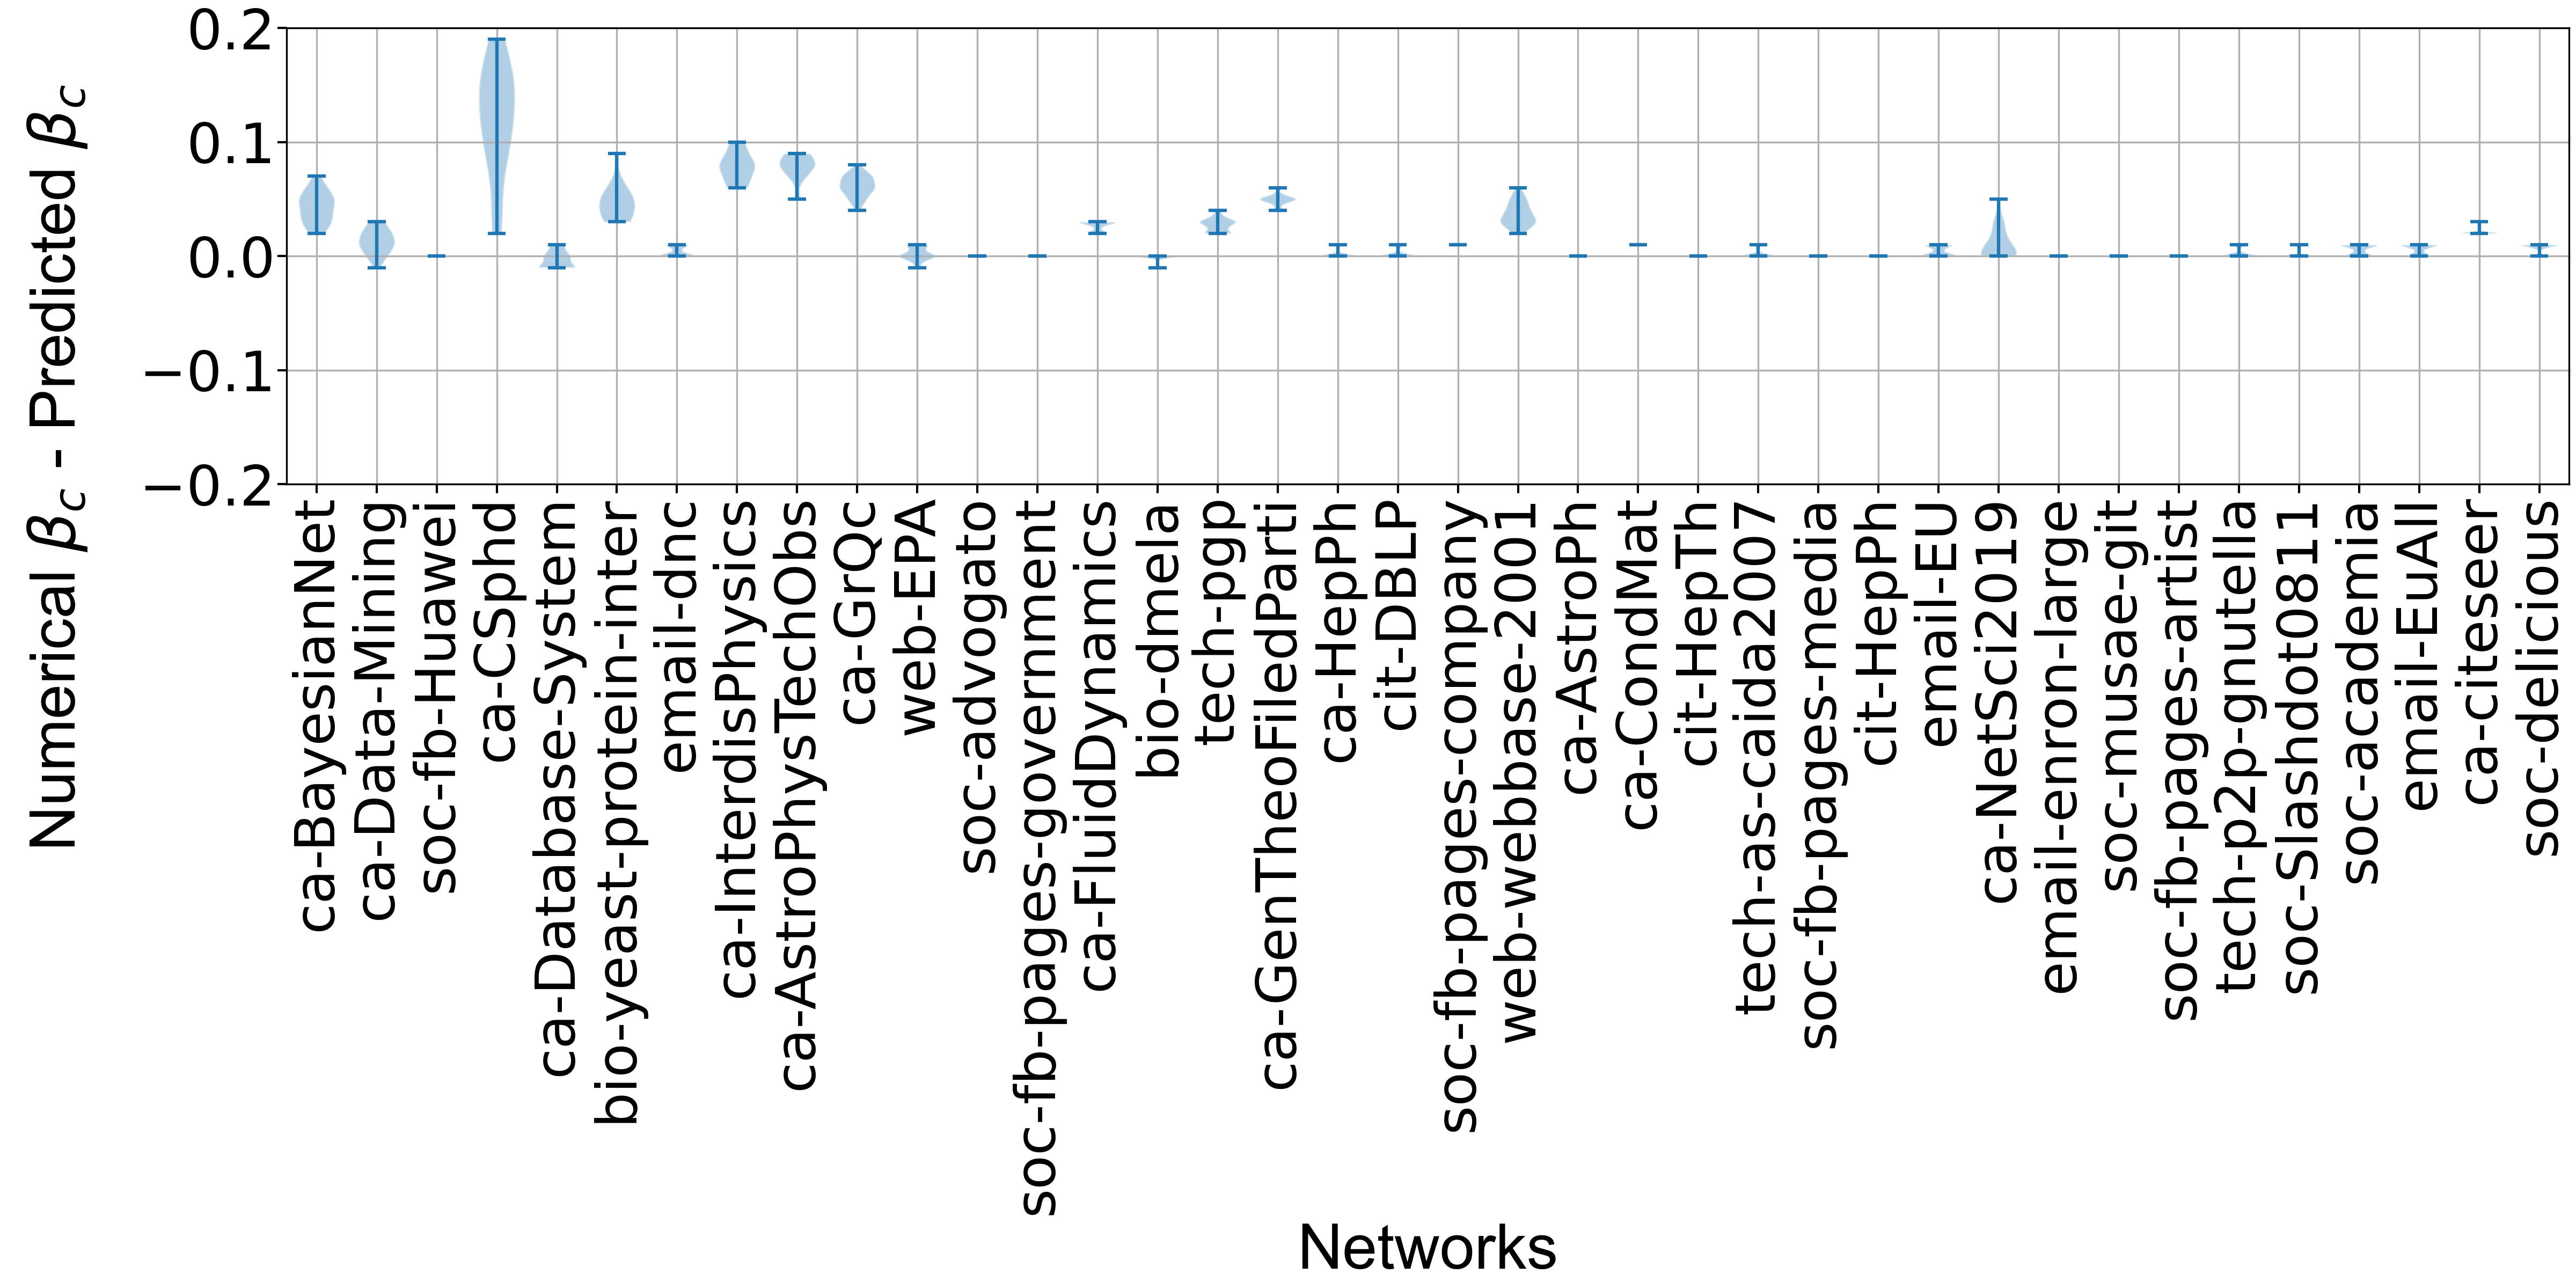 Numerical βc - Predicted βc
0.2
0.1
0.0
−0.1
−0.2
ca-BayesianNet
ca-Data-Mining
soc-fb-Huawei
ca-CSphd
ca-Database-System
bio-yeast-protein-inter
email-dnc
ca-InterdisPhysics
ca-AstroPhysTechObs
ca-GrQc
web-EPA
soc-advogato
soc-fb-pages-government
ca-FluidDynamics
bio-dmela
tech-pgp
ca-GenTheoFiledParti
ca-HepPh
cit-DBLP
soc-fb-pages-company
web-webbase-2001
ca-AstroPh
ca-CondMat
cit-HepTh
tech-as-caida2007
soc-fb-pages-media
cit-HepPh
email-EU
ca-NetSci2019
email-enron-large
soc-musae-git
soc-fb-pages-artist
tech-p2p-gnutella
soc-Slashdot0811
soc-academia
email-EuAll
ca-citeseer
soc-delicious
Networks